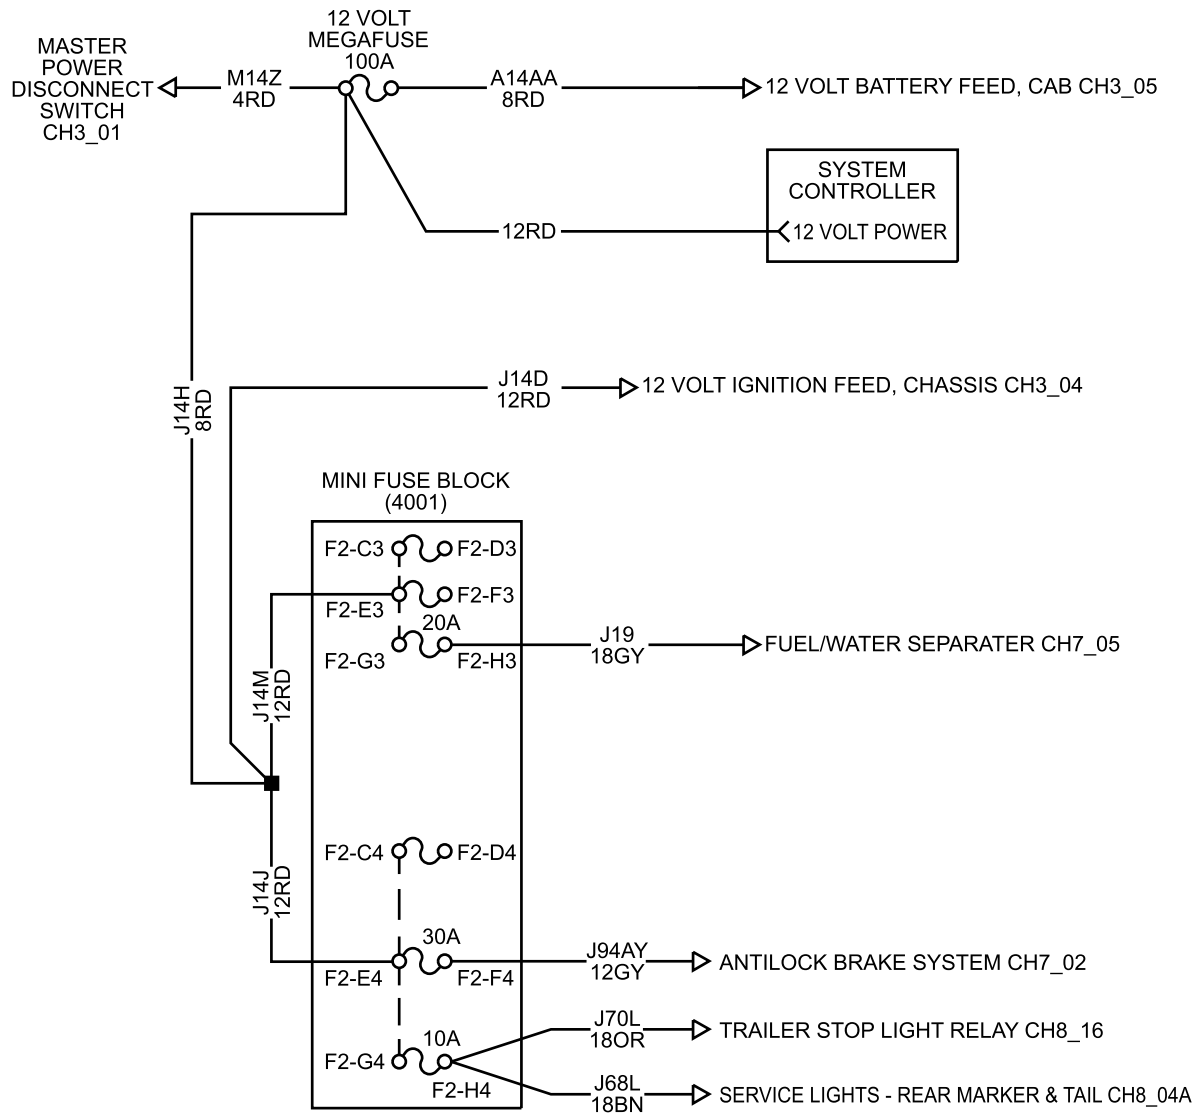 12 VOLT
MEGAFUSE
100A
MASTER
POWER
DISCONNECT
SWITCH
CH3_01
M14Z
4RD
A14AA
8RD
12 VOLT BATTERY FEED, CAB CH3_05
SYSTEM
CONTROLLER
12RD
12 VOLT POWER
J14H
8RD
J14D
12RD
12 VOLT IGNITION FEED, CHASSIS CH3_04
MINI FUSE BLOCK
(4001)
F2-C3
F2-D3
F2-E3
F2-F3
20A
F2-G3
F2-H3
J19
18GY
FUEL/WATER SEPARATER CH7_05
J14M
12RD
J14J
12RD
F2-C4
F2-D4
30A
F2-E4
F2-F4
J94AY
12GY
ANTILOCK BRAKE SYSTEM CH7_02
10A
F2-G4
F2-H4
J70L
18OR
TRAILER STOP LIGHT RELAY CH8_16
J68L
18BN
SERVICE LIGHTS - REAR MARKER & TAIL CH8_04A